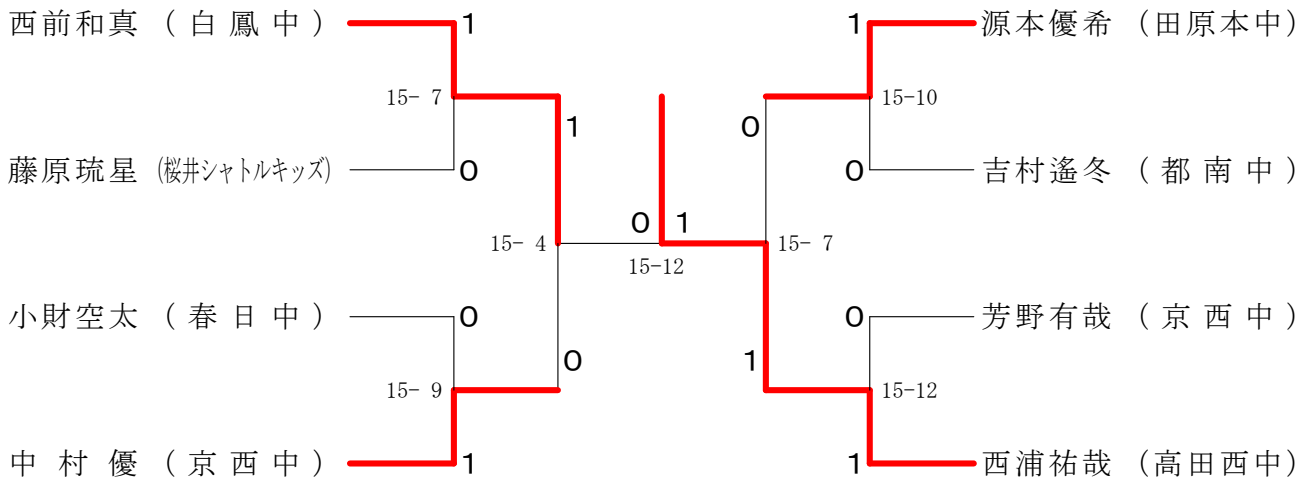 西前和真 （ 白 鳳 中 ） 1 1 源本優希 （田原本中）
15- 7 1 0 15-10
藤原琉星 （桜井シャトルキッズ） 0 0 吉村遙冬 （ 都 南 中 ）
15- 4 0 1 15- 7
15-12
小財空太 （ 春 日 中 ） 0 0 芳野有哉 （ 京 西 中 ）
15- 9 0 1 15-12
中 村 優 （ 京 西 中 ） 1 1 西浦祐哉 （高田西中）